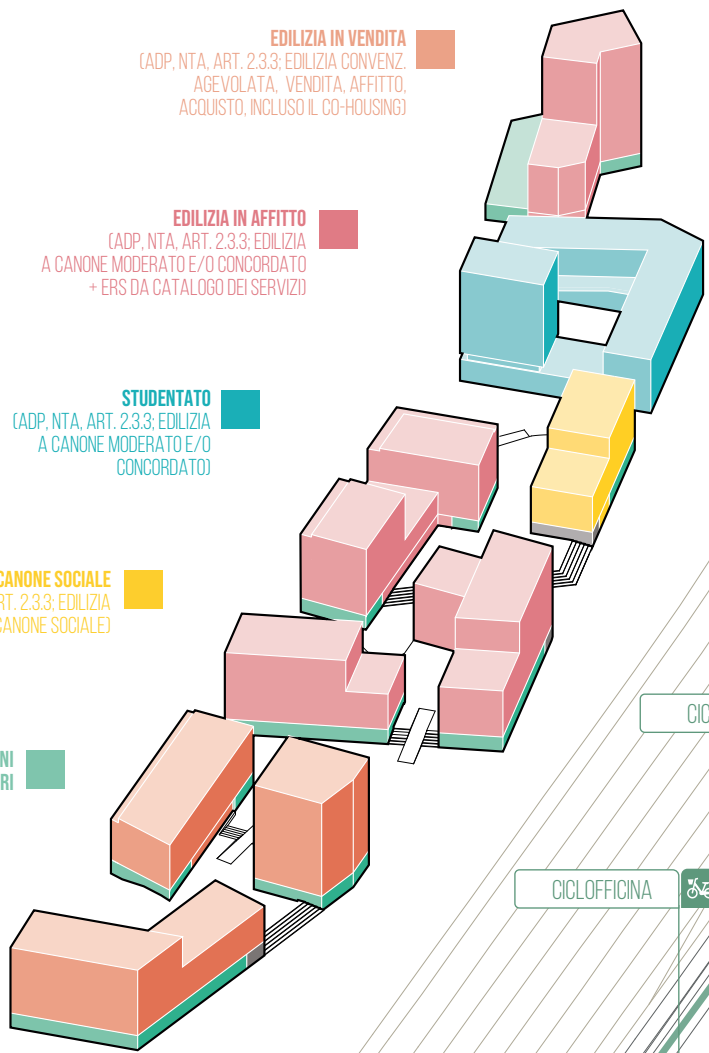 EDILIZIA IN VENDITA
(ADP, NTA, ART. 2.3.3; EDILIZIA CONVENZ.
AGEVOLATA, VENDITA, AFFITTO,
ACQUISTO, INCLUSO IL CO-HOUSING)
EDILIZIA IN AFFITTO
(ADP, NTA, ART. 2.3.3; EDILIZIA
A CANONE MODERATO E/O CONCORDATO
+ ERS DA CATALOGO DEI SERVIZI)
STUDENTATO
(ADP, NTA, ART. 2.3.3; EDILIZIA
A CANONE MODERATO E/O
CONCORDATO)
CANONE SOCIALE
RT. 2.3.3; EDILIZIA
CANONE SOCIALE)
NI
RI
CIC
CICLOFFICINA